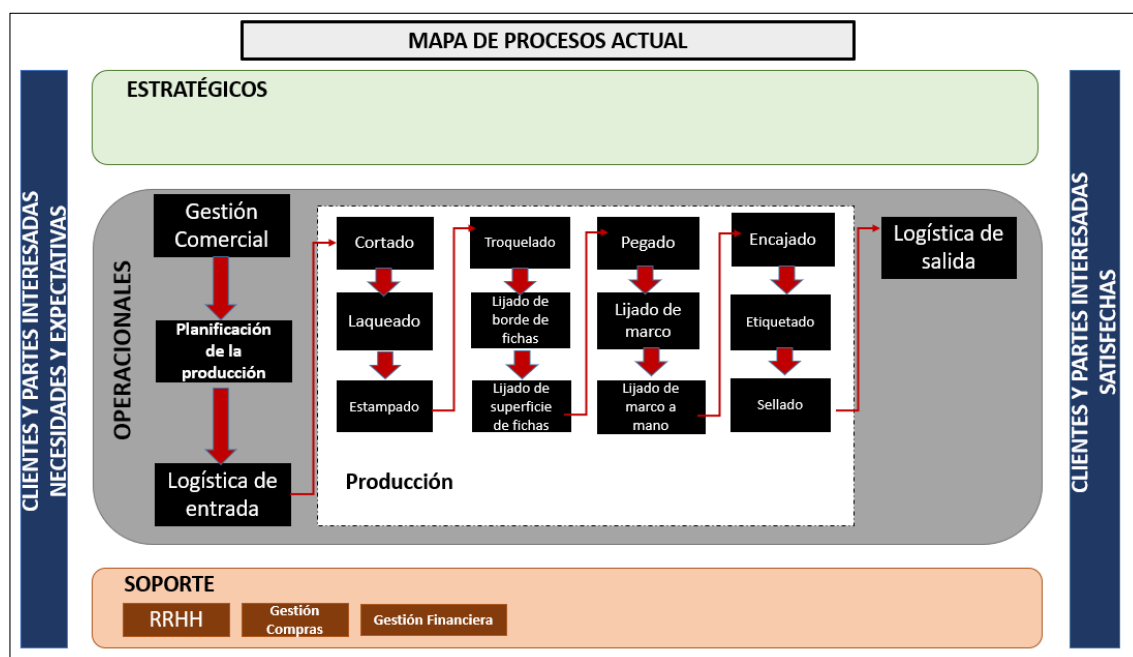 MAPA DE PROCESOS ACTUAL
CLIENTES Y PARTES INTERESADAS
NECESIDADES Y EXPECTATIVAS
ESTRATÉGICOS
OPERACIONALES
Gestión
Comercial
Planificación
de la
producción
Logística de
entrada
Cortado
Laqueado
Estampado
Troquelado
Lijado de
borde de
fichas
Lijado de
superficie
de fichas
Pegado
Lijado de
marco
Lijado de
marco a
mano
Encajado
Etiquetado
Sellado
Producción
Logística de
salida
SOPORTE
RRHH
Gestión
Compras
Gestión Financiera
CLIENTES Y PARTES INTERESADAS
SATISFECHAS